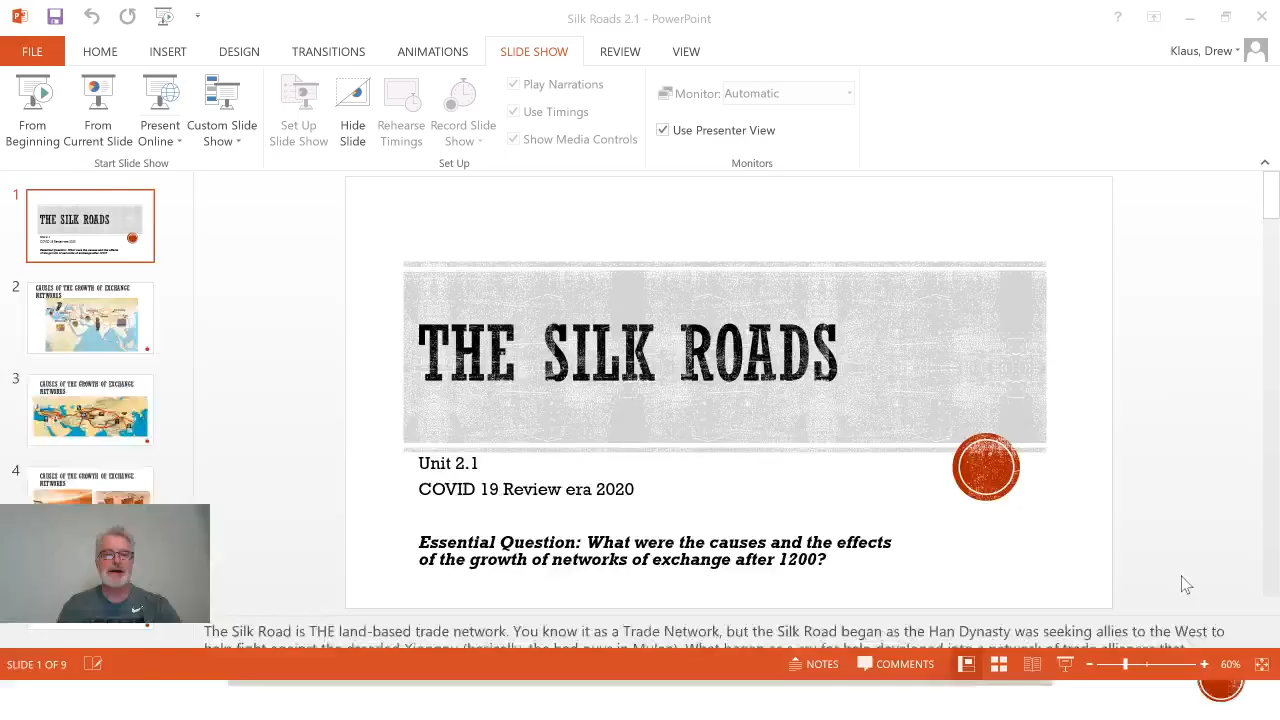 Silk Roads 2.1 - PowerPoint
?
FILE HOME INSERT DESIGN TRANSITIONS ANIMATIONS SLIDE SHOW REVIEW VIEW
Klaus, Drew
From Beginning
From Current Slide
Present Online
Custom Slide Show
Start Slide Show
Set Up Slide Show
Hide Slide
Rehearse Timings
Record Slide Show
Play Narrations
Use Timings
Show Media Controls
Set Up
Monitor: Automatic
Use Presenter View
Monitors
1
THE SILK ROADS
2
CAUSES OF THE GROWTH OF EXCHANGE
NETWORKS
3
CAUSES OF THE GROWTH OF EXCHANGE
NETWORKS
4
CAUSES OF THE GROWTH OF EXCHANGE
NETWORKS
THE SILK ROADS
Unit 2.1
COVID 19 Review era 2020
Essential Question: What were the causes and the effects
of the growth of networks of exchange after 1200?
The Silk Road is THE land-based trade network. You know it as a Trade Network, but the Silk Road began as the Han Dynasty was seeking allies to the West to
SLIDE 1 OF 9
NOTES
COMMENTS
60%